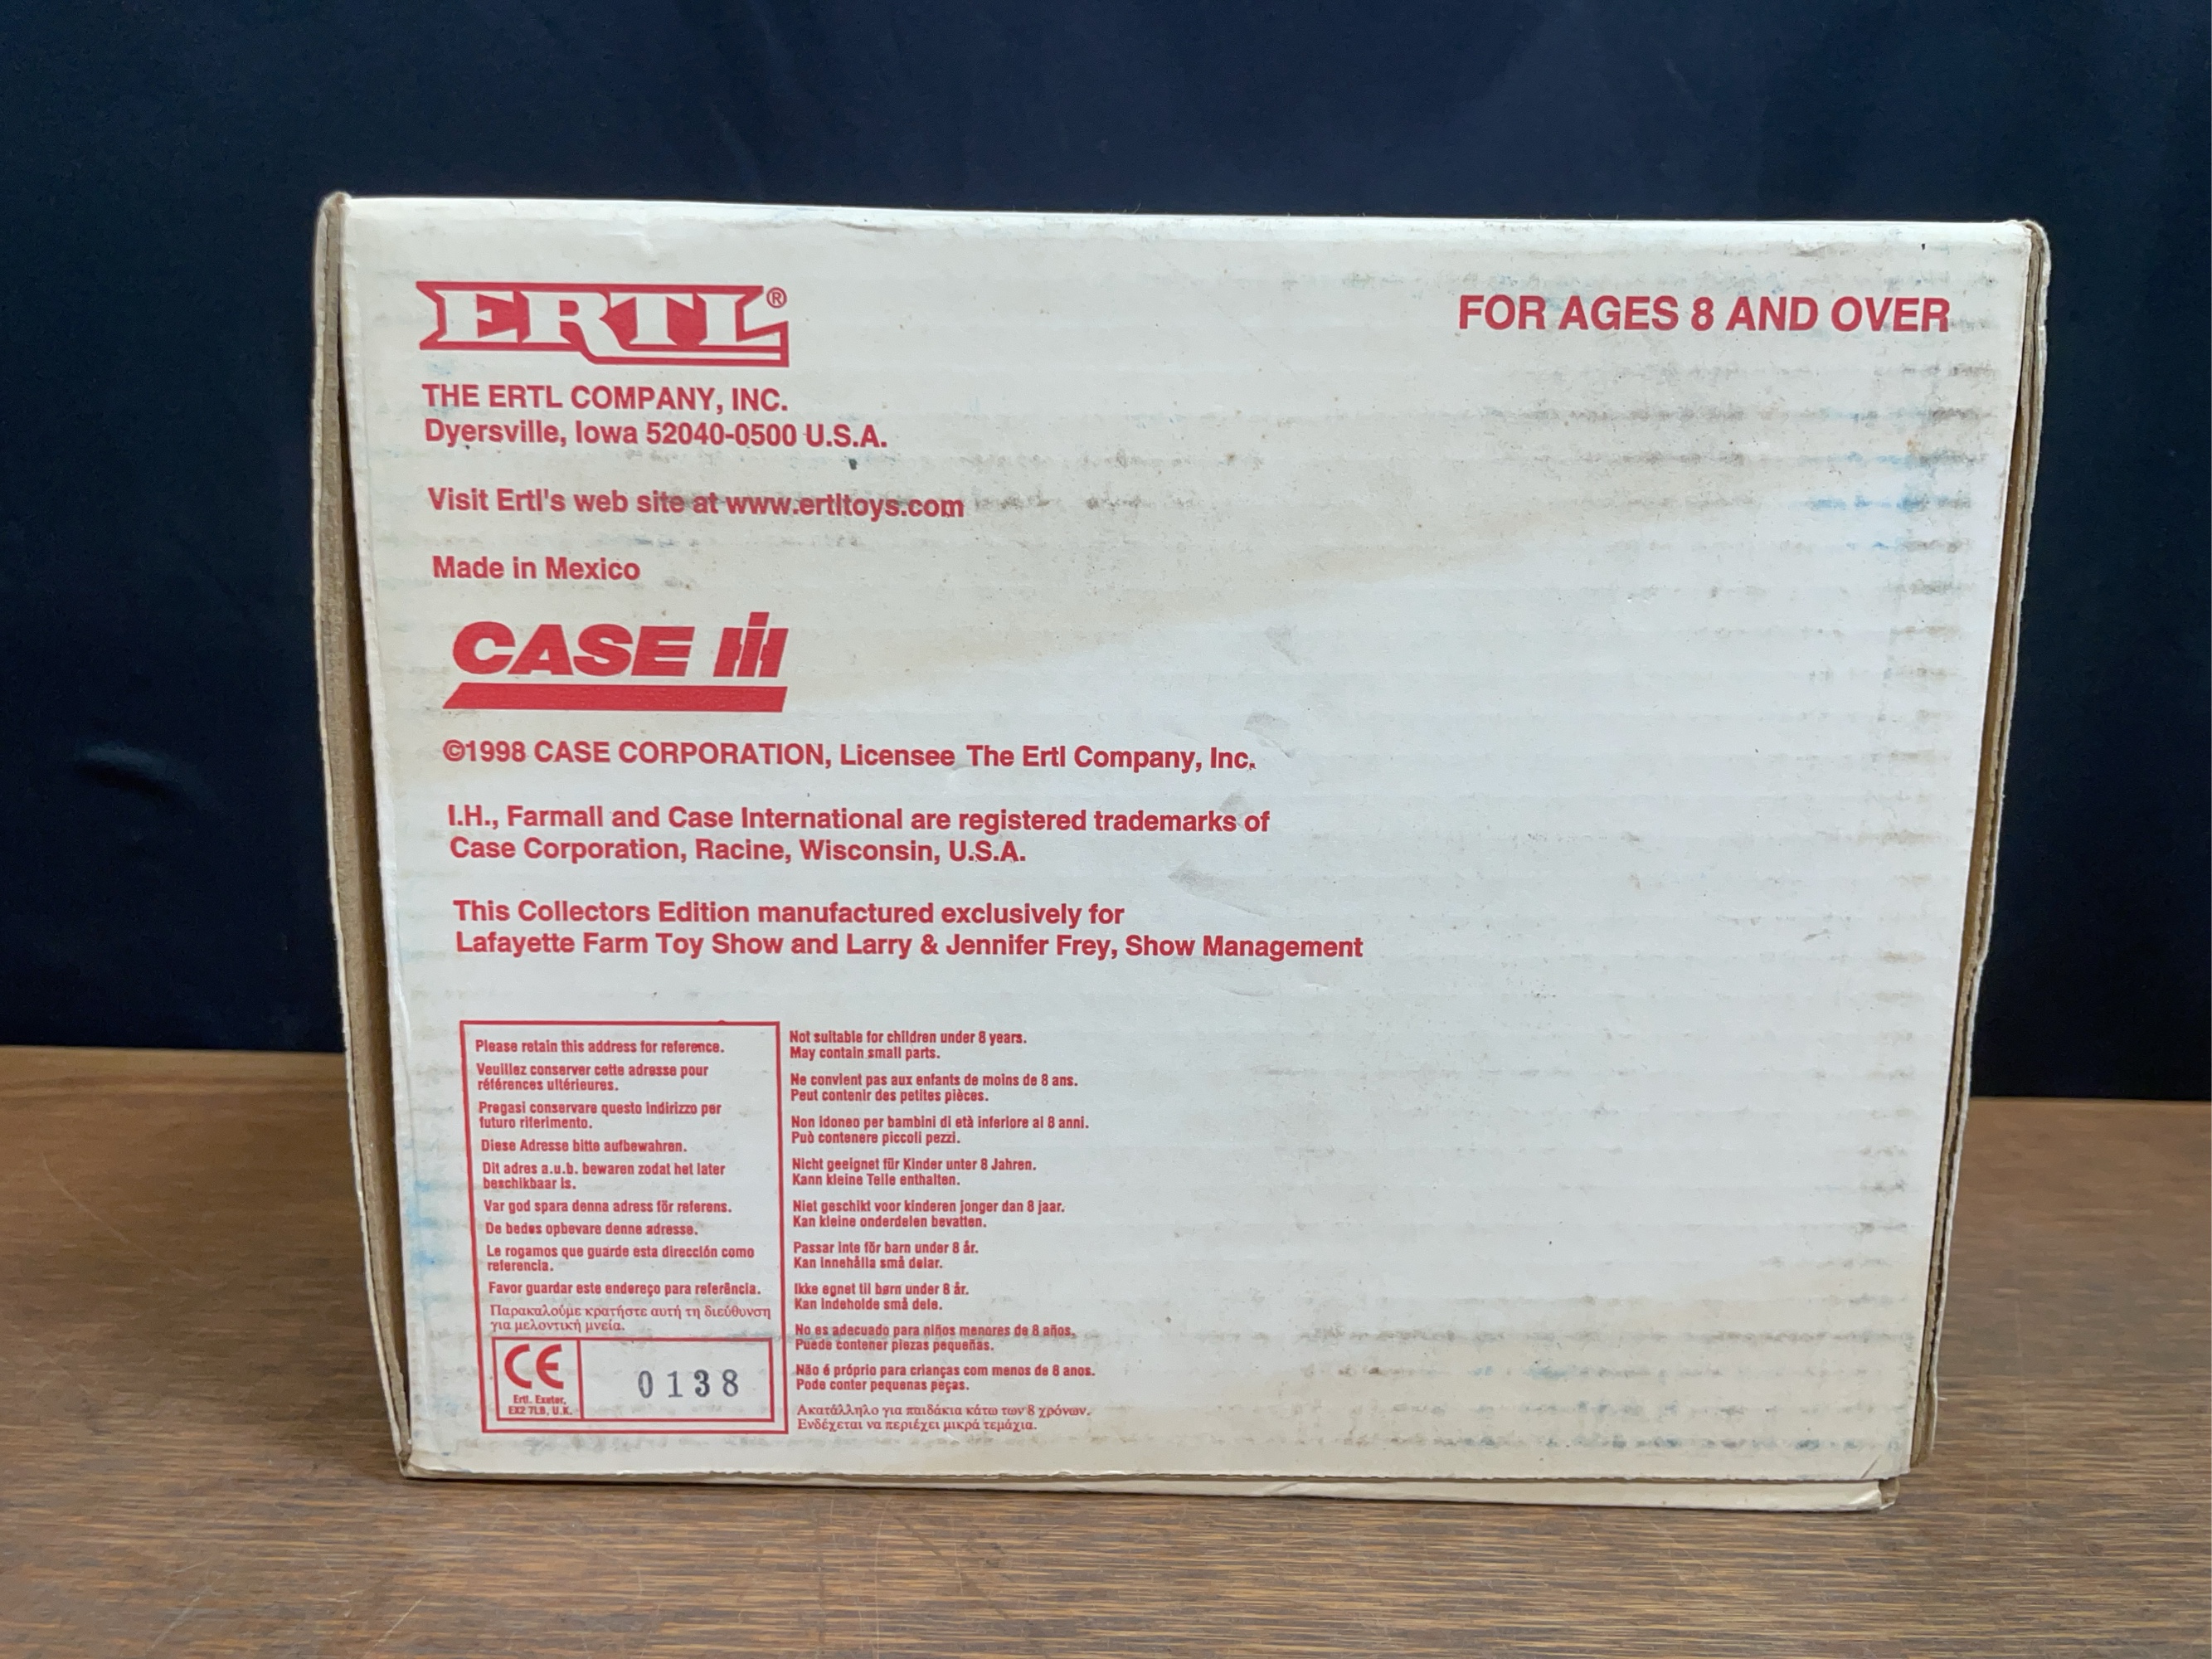 ERTL®
FOR AGES 8 AND OVER
THE ERTL COMPANY, INC.
Dyersville, Iowa 52040-0500 U.S.A.
Visit Ertl's web site at www.ertltoys.com
Made in Mexico
CASE IH
©1998 CASE CORPORATION, Licensee The Ertl Company, Inc.
I.H., Farmall and Case International are registered trademarks of
Case Corporation, Racine, Wisconsin, U.S.A.
This Collectors Edition manufactured exclusively for
Lafayette Farm Toy Show and Larry & Jennifer Frey, Show Management
Please retain this address for reference.
Veuillez conserver cette adresse pour
références ultérieures.
Pregasi conservare questo indirizzo per
futuro riferimento.
Diese Adresse bitte aufbewahren.
Dit adres a.u.b. bewaren zodat het later
beschikbaar is.
Var god spara denna adress för referens.
De bedes opbevare denne adresse.
Le rogamos que guarde esta dirección como
referencia.
Favor guardar este endereço para referência.
Παρακαλούμε κρατήστε αυτή τη διεύθυνση
για μελοντική μνεία.
CE
Ertl. Exeter,
EX2 7LB, U.K.
0138
Not suitable for children under 8 years.
May contain small parts.
Ne convient pas aux enfants de moins de 8 ans.
Peut contenir des petites pièces.
Non idoneo per bambini di età inferiore al 8 anni.
Può contenere piccoli pezzi.
Nicht geeignet für Kinder unter 8 Jahren.
Kann kleine Teile enthalten.
Niet geschikt voor kinderen jonger dan 8 jaar.
Kan kleine onderdelen bevatten.
Passar inte för barn under 8 år.
Kan innehålla små delar.
Ikke egnet til børn under 8 år.
Kan indeholde små dele.
No es adecuado para niños menores de 8 años.
Puede contener piezas pequeñas.
Não é próprio para crianças com menos de 8 anos.
Pode conter pequenas peças.
Ακατάλληλο για παιδάκια κάτω των 8 χρόνων.
Ενδέχεται να περιέχει μικρά τεμάχια.